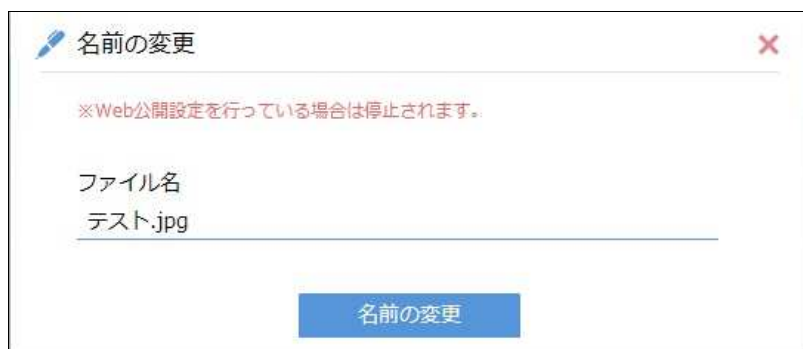 名前の変更
※Web公開設定を行っている場合は停止されます。
ファイル名
テスト.jpg
名前の変更